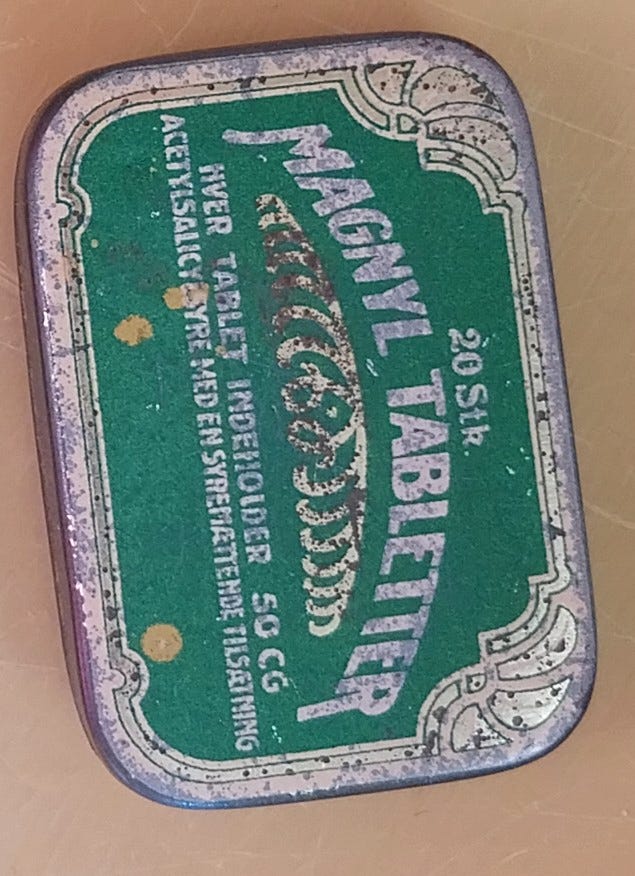 20 Stk.
MAGNYL TABLETTER
HVER TABLET INDEHOLDER 50 CG
ACETYLSALICYLSYRE MED EN SYREMÆTTENDE TILSÆTNING